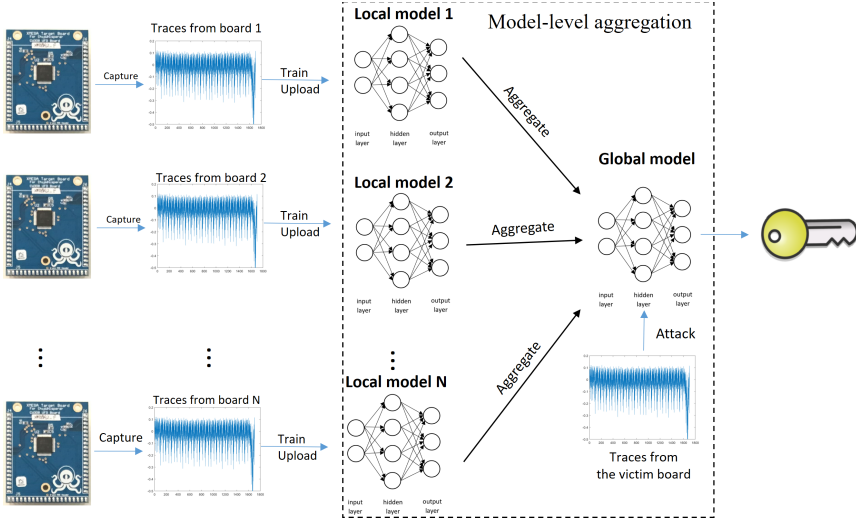 Model-level aggregation
Traces from board 1
Capture
Train
Upload
Local model 1
input
layer
hidden
layer
output
layer
Aggregate
Traces from board 2
Capture
Train
Upload
Local model 2
input
layer
hidden
layer
output
layer
Aggregate
Global model
input
layer
hidden
layer
output
layer
Attack
Traces from
the victim board
Traces from board N
Capture
Train
Upload
Local model N
input
layer
hidden
layer
output
layer
Aggregate